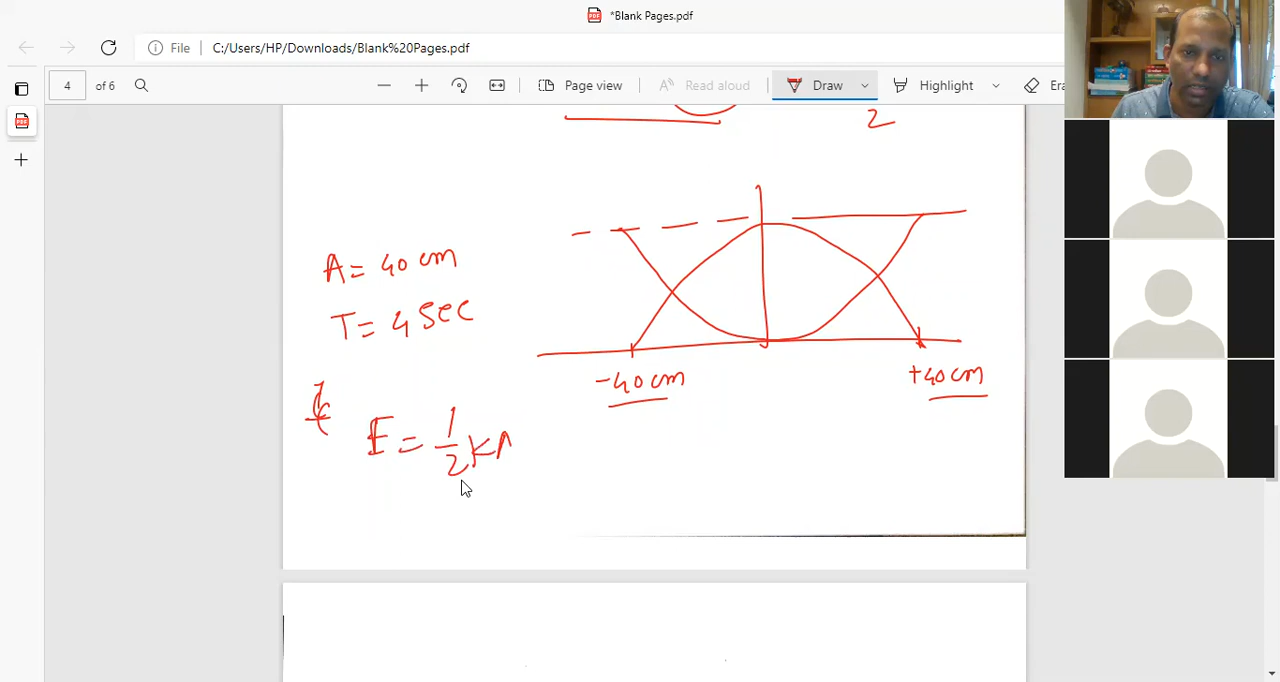 *Blank Pages.pdf
File C:/Users/HP/Downloads/Blank%20Pages.pdf
4 of 6 Page view Read aloud Draw Highlight Era
2
A = 40 cm
T = 4 Sec
-40 cm +40 cm
E = 1/2 KA